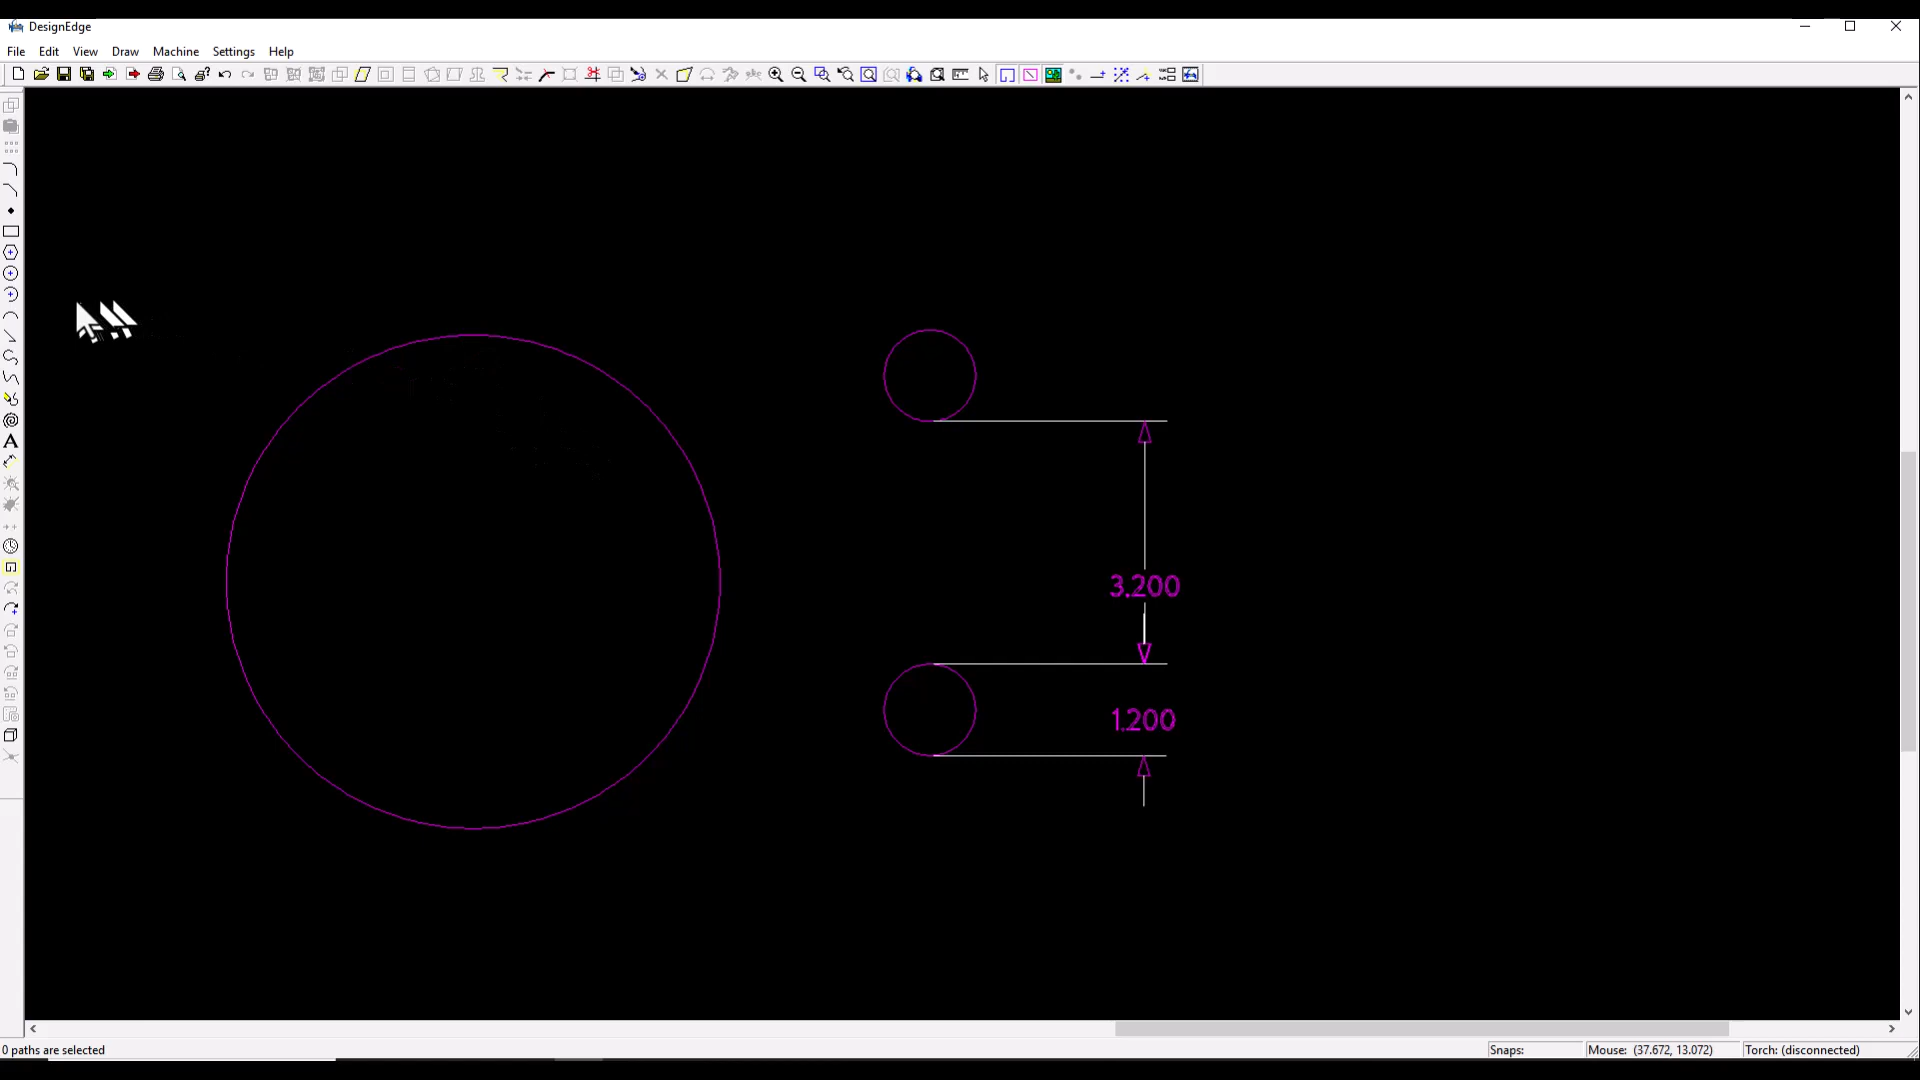 DesignEdge
File Edit View Draw Machine Settings Help
3.200
1.200
0 paths are selected
Snaps:
Mouse: (37.672, 13.072)
Torch: (disconnected)